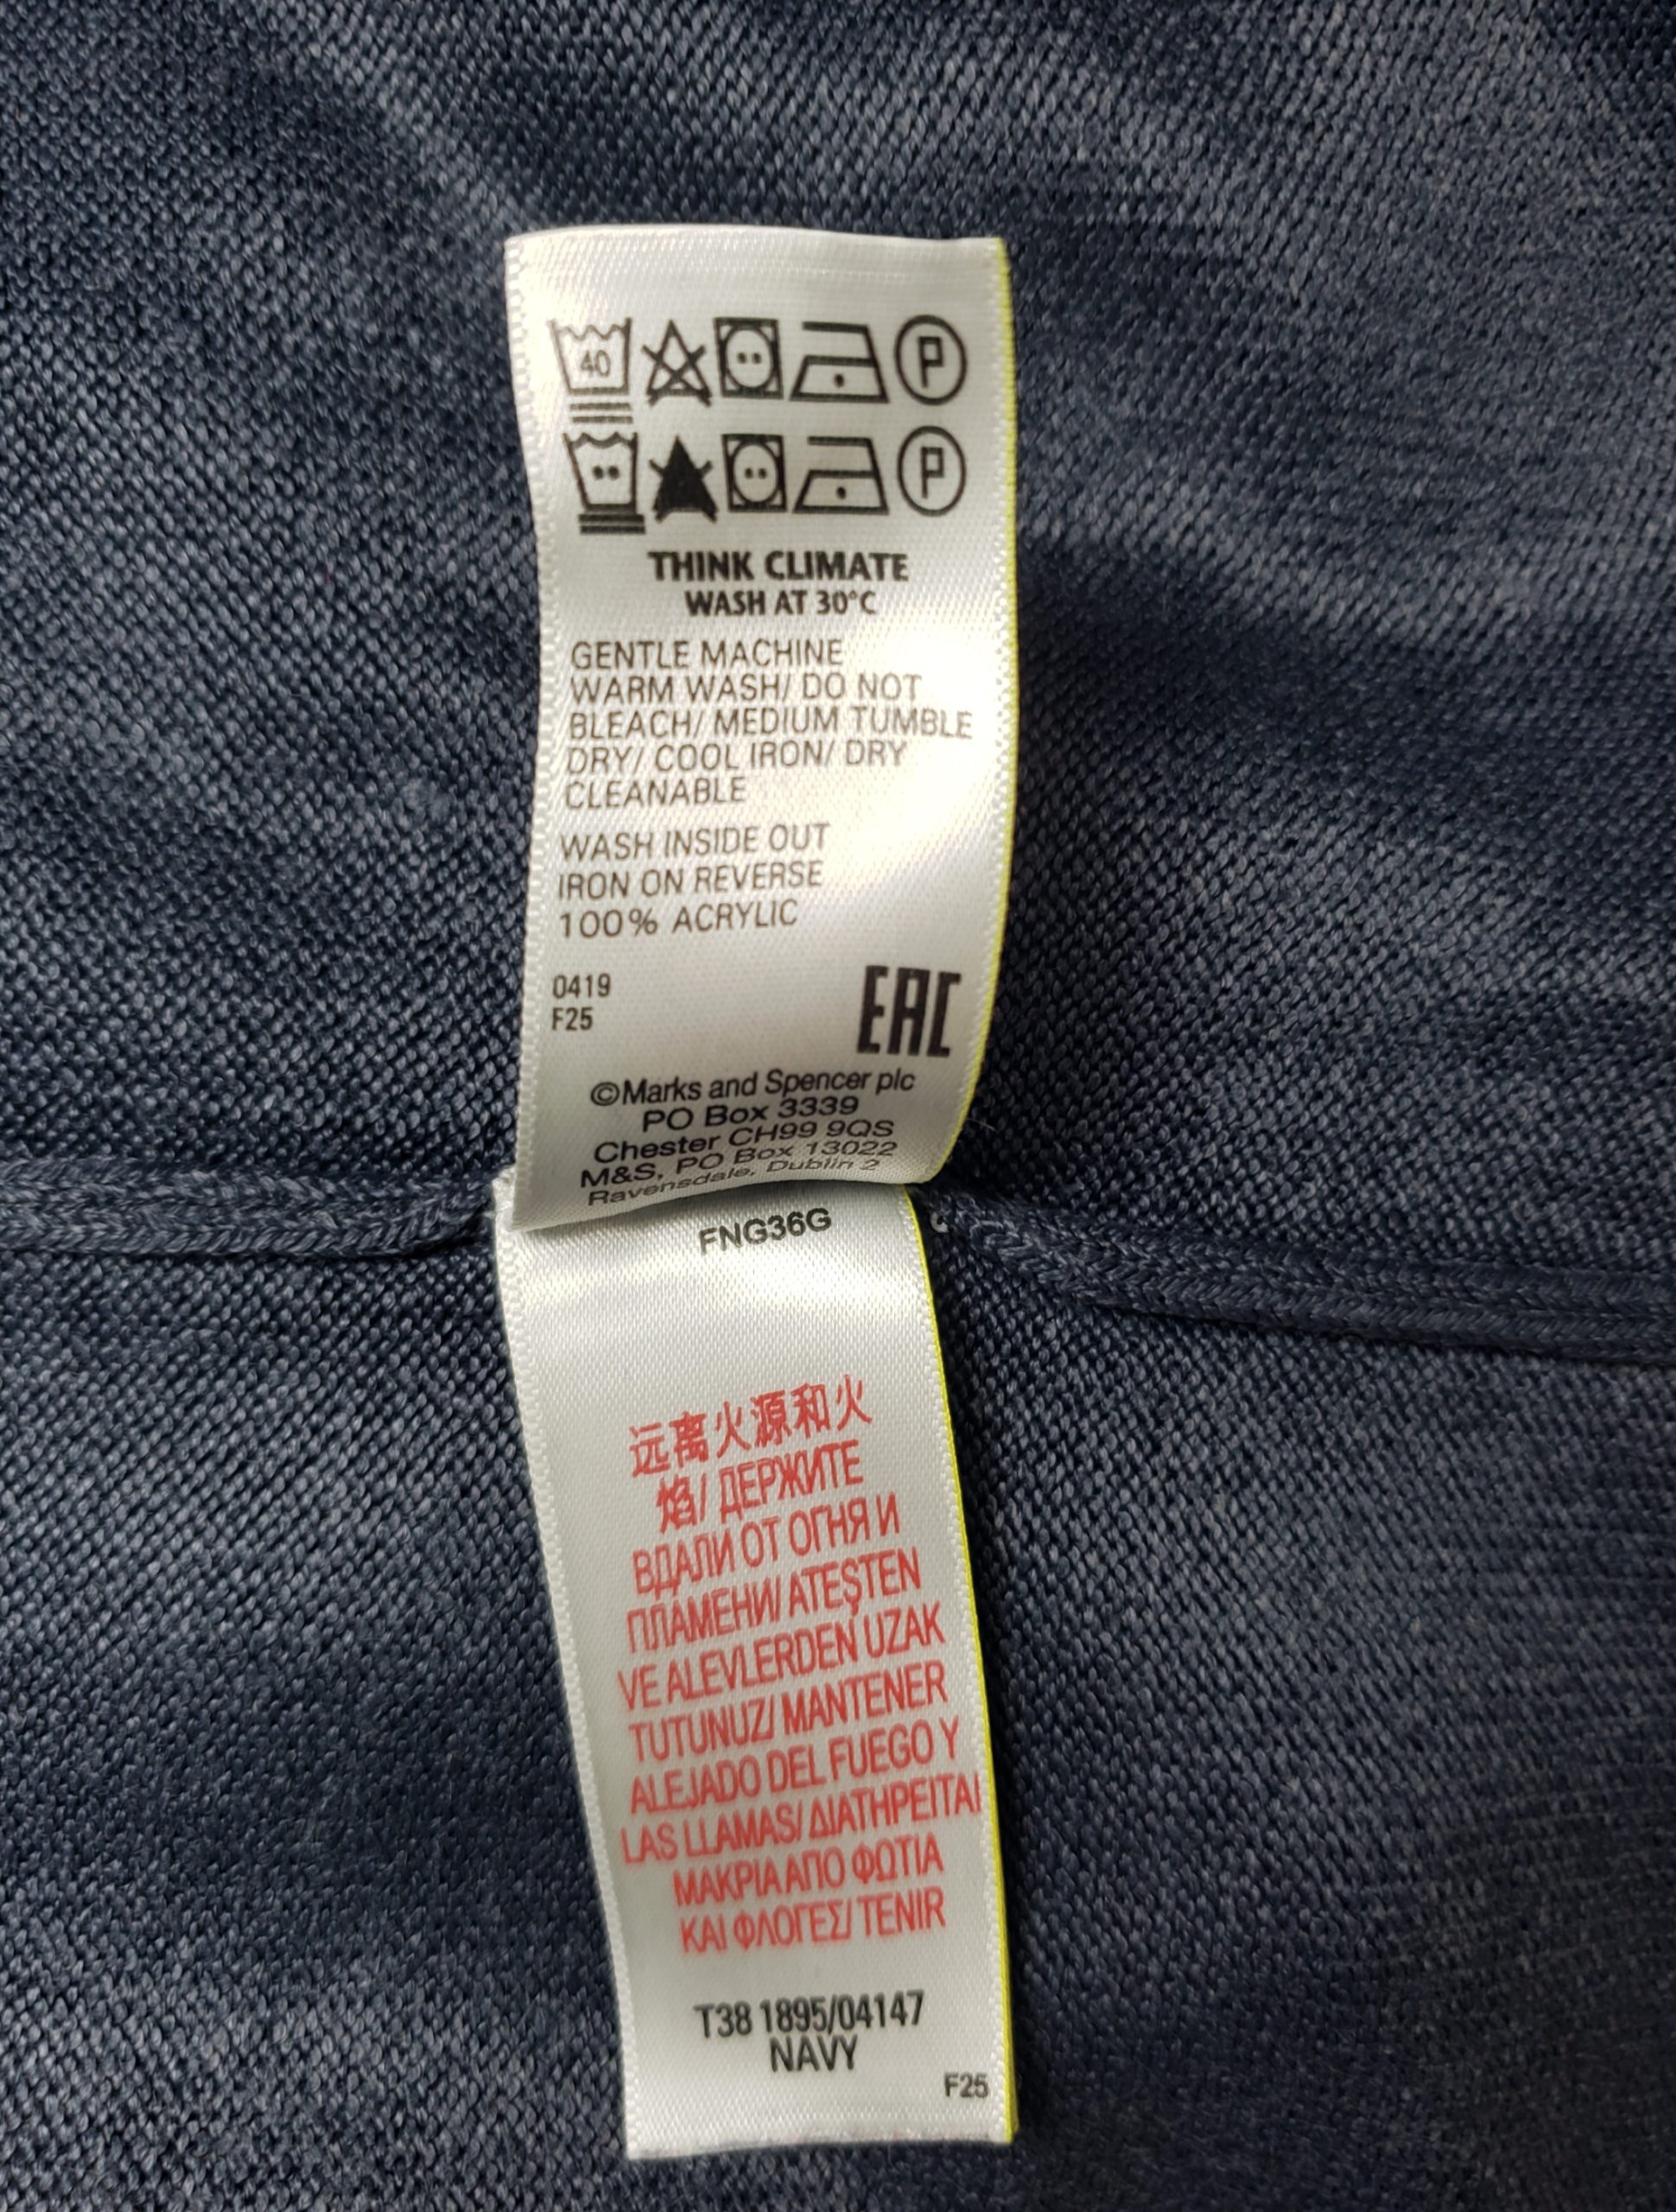 40
P
P
THINK CLIMATE
WASH AT 30°C
GENTLE MACHINE
WARM WASH/ DO NOT
BLEACH/ MEDIUM TUMBLE
DRY/ COOL IRON/ DRY
CLEANABLE
WASH INSIDE OUT
IRON ON REVERSE
100% ACRYLIC
0419
F25
EAC
©Marks and Spencer plc
PO Box 3339
Chester CH99 9QS
M&S, PO Box 13022
Ravensdale, Dublin 2
FNG36G
远离火源和火
焰/ ДЕРЖИТЕ
ВДАЛИ ОТ ОГНЯ И
ПЛАМЕНИ/ ATEŞTEN
VE ALEVLERDEN UZAK
TUTUNUZ/ MANTENER
ALEJADO DEL FUEGO Y
LAS LLAMAS/ ΔΙΑΤΗΡΕΙΤΑΙ
ΜΑΚΡΙΑ ΑΠΟ ΦΩΤΙΑ
ΚΑΙ ΦΛΟΓΕΣ/ TENIR
T38 1895/04147
NAVY
F25